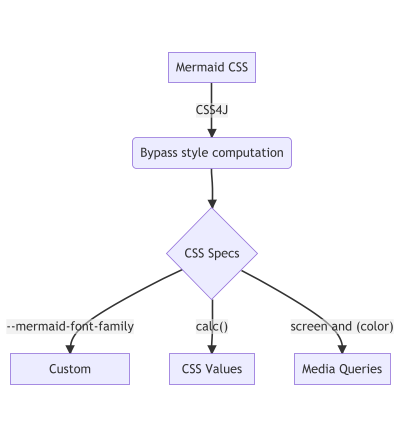 Mermaid CSS
CSS4J
Bypass style computation
CSS Specs
--mermaid-font-family
calc()
screen and (color)
Custom
CSS Values
Media Queries